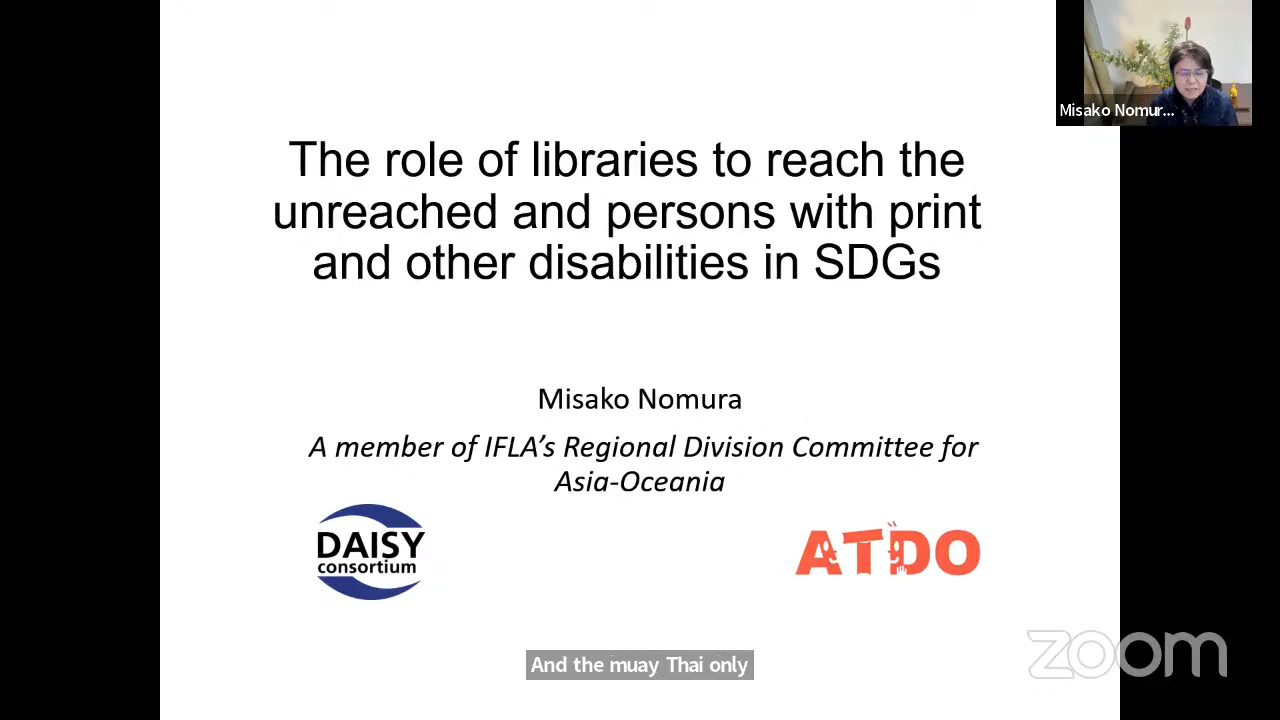 Misako Nomur...
The role of libraries to reach the
unreached and persons with print
and other disabilities in SDGs
Misako Nomura
A member of IFLA’s Regional Division Committee for
Asia-Oceania
DAISY
consortium
ATDO
And the muay Thai only
zoom